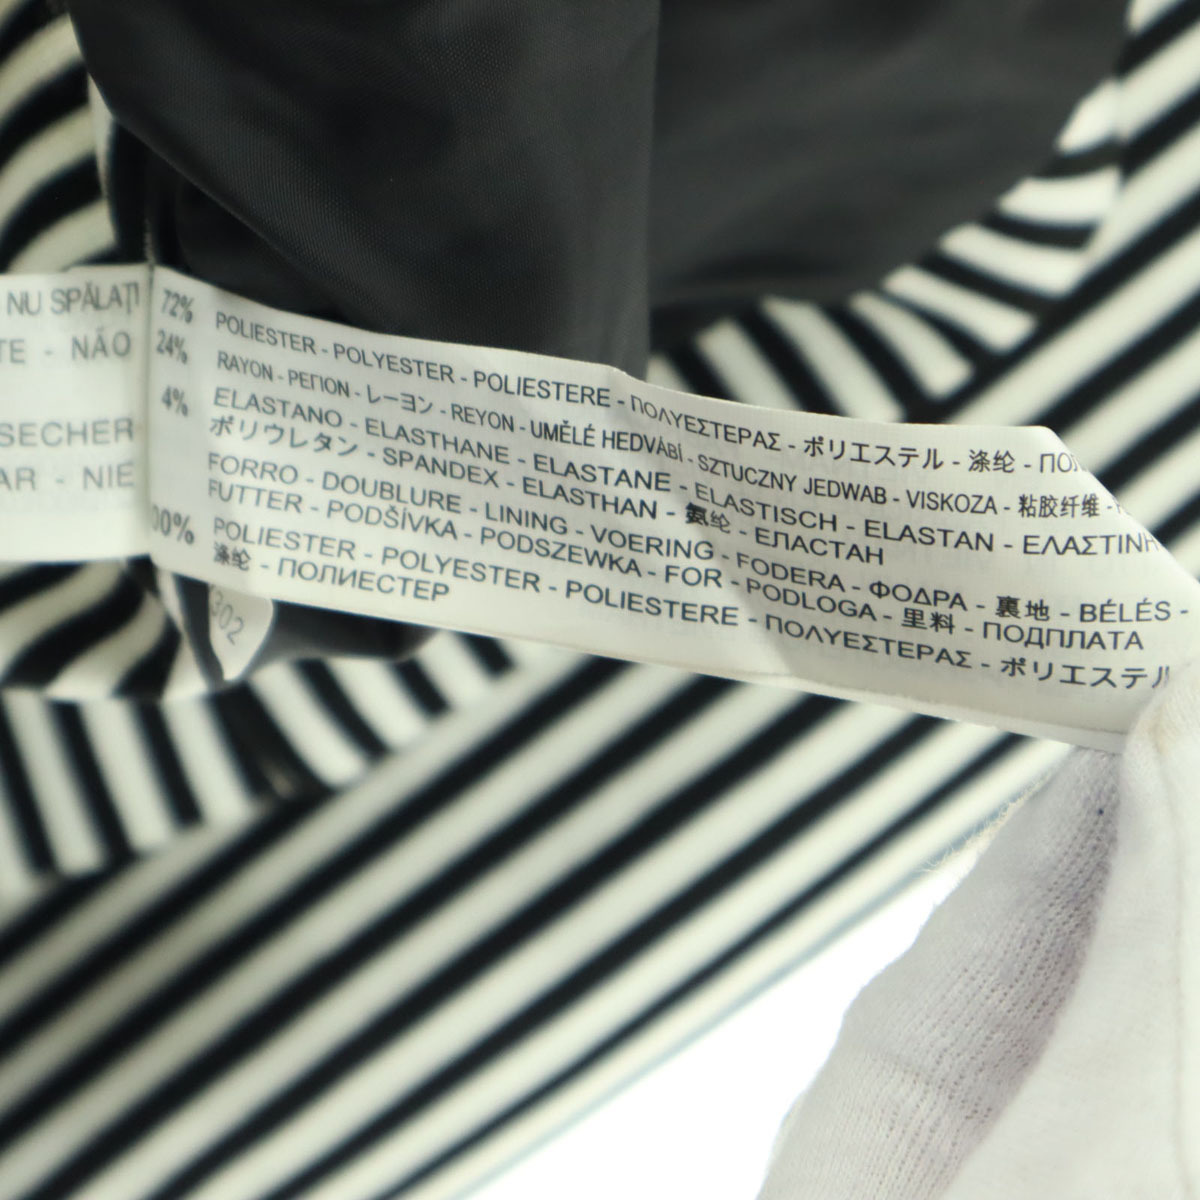 NU SPĂLAȚI
TE - NÃO
SECHER
AR - NIE
72% POLIESTER - POLYESTER - POLIESTERE - ΠΟΛΥΕΣΤΕΡΑΣ - ポリエステル - 涤纶 -
24% RAYON - ΡΕΓΙΟΝ - レーヨン - REYON - UMĚLÉ HEDVÁBÍ - SZTUCZNY JEDWAB - VISKOZA - 粘胶纤维 -
4% ELASTANO - ELASTHANE - ELASTANE - ELASTISCH - ELASTAN - ΕΛΑΣΤΙΝΗ
ポリウレタン - SPANDEX - ELASTHAN - 氨纶 - ЕЛАСТАН
FORRO - DOUBLURE - LINING - VOERING - FODERA - ΦΟΔΡΑ - 裏地 - BÉLÉS -
FUTTER - PODŠÍVKA - PODSZEWKA - FOR - PODLOGA - 里料 - ПОДПЛАТА
00% POLIESTER - POLYESTER - POLIESTERE - ΠΟΛΥΕΣΤΕΡΑΣ - ポリエステル
涤纶 - ПОЛИЕСТЕР
302